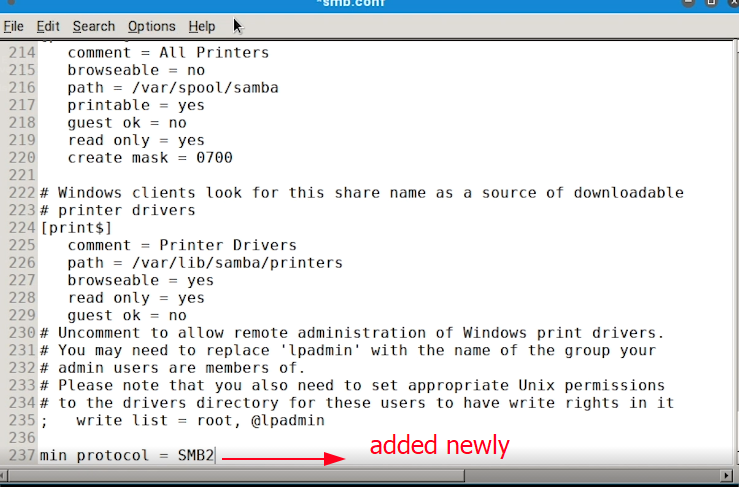 *smb.conf
File Edit Search Options Help
214    comment = All Printers
215    browseable = no
216    path = /var/spool/samba
217    printable = yes
218    guest ok = no
219    read only = yes
220    create mask = 0700
221
222 # Windows clients look for this share name as a source of downloadable
223 # printer drivers
224 [print$]
225    comment = Printer Drivers
226    path = /var/lib/samba/printers
227    browseable = yes
228    read only = yes
229    guest ok = no
230 # Uncomment to allow remote administration of Windows print drivers.
231 # You may need to replace 'lpadmin' with the name of the group your
232 # admin users are members of.
233 # Please note that you also need to set appropriate Unix permissions
234 # to the drivers directory for these users to have write rights in it
235 ;   write list = root, @lpadmin
236
237 min protocol = SMB2 added newly